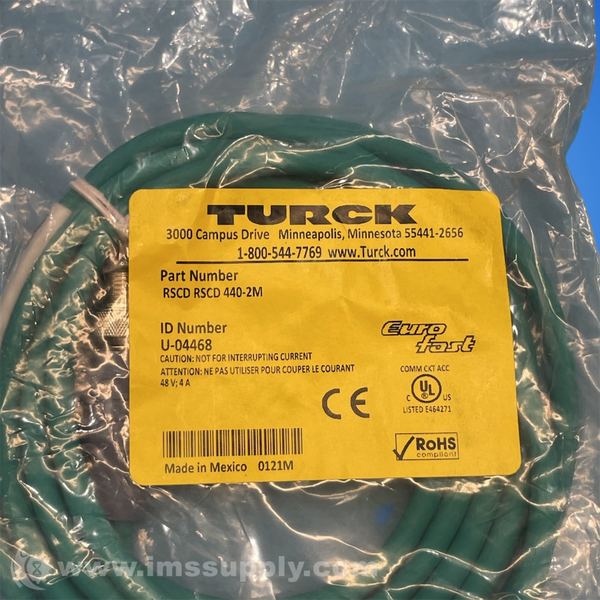 TURCK
3000 Campus Drive Minneapolis, Minnesota 55441-2656
1-800-544-7769 www.Turck.com
Part Number
RSCD RSCD 440-2M
ID Number
U-04468
CAUTION: NOT FOR INTERRUPTING CURRENT
ATTENTION: NE PAS UTILISER POUR COUPER LE COURANT
48 V; 4 A
Euro
fast
COMM CKT ACC
C UL US
LISTED E464271
CE
RoHS
compliant
Made in Mexico 0121M
www.imssupply.com